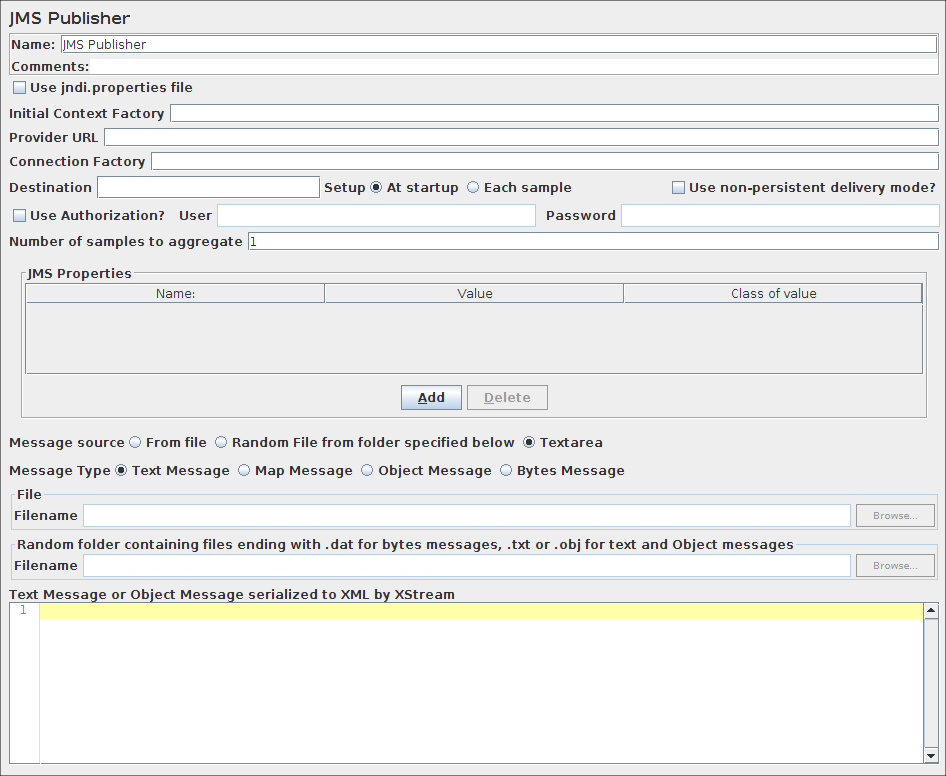 JMS Publisher
Name: JMS Publisher
Comments:
Use jndi.properties file
Initial Context Factory
Provider URL
Connection Factory
Destination Setup At startup Each sample Use non-persistent delivery mode?
Use Authorization? User Password
Number of samples to aggregate 1
JMS Properties
Name: Value Class of value
Add Delete
Message source From file Random File from folder specified below Textarea
Message Type Text Message Map Message Object Message Bytes Message
File
Filename Browse...
Random folder containing files ending with .dat for bytes messages, .txt or .obj for text and Object messages
Filename Browse...
Text Message or Object Message serialized to XML by XStream
1